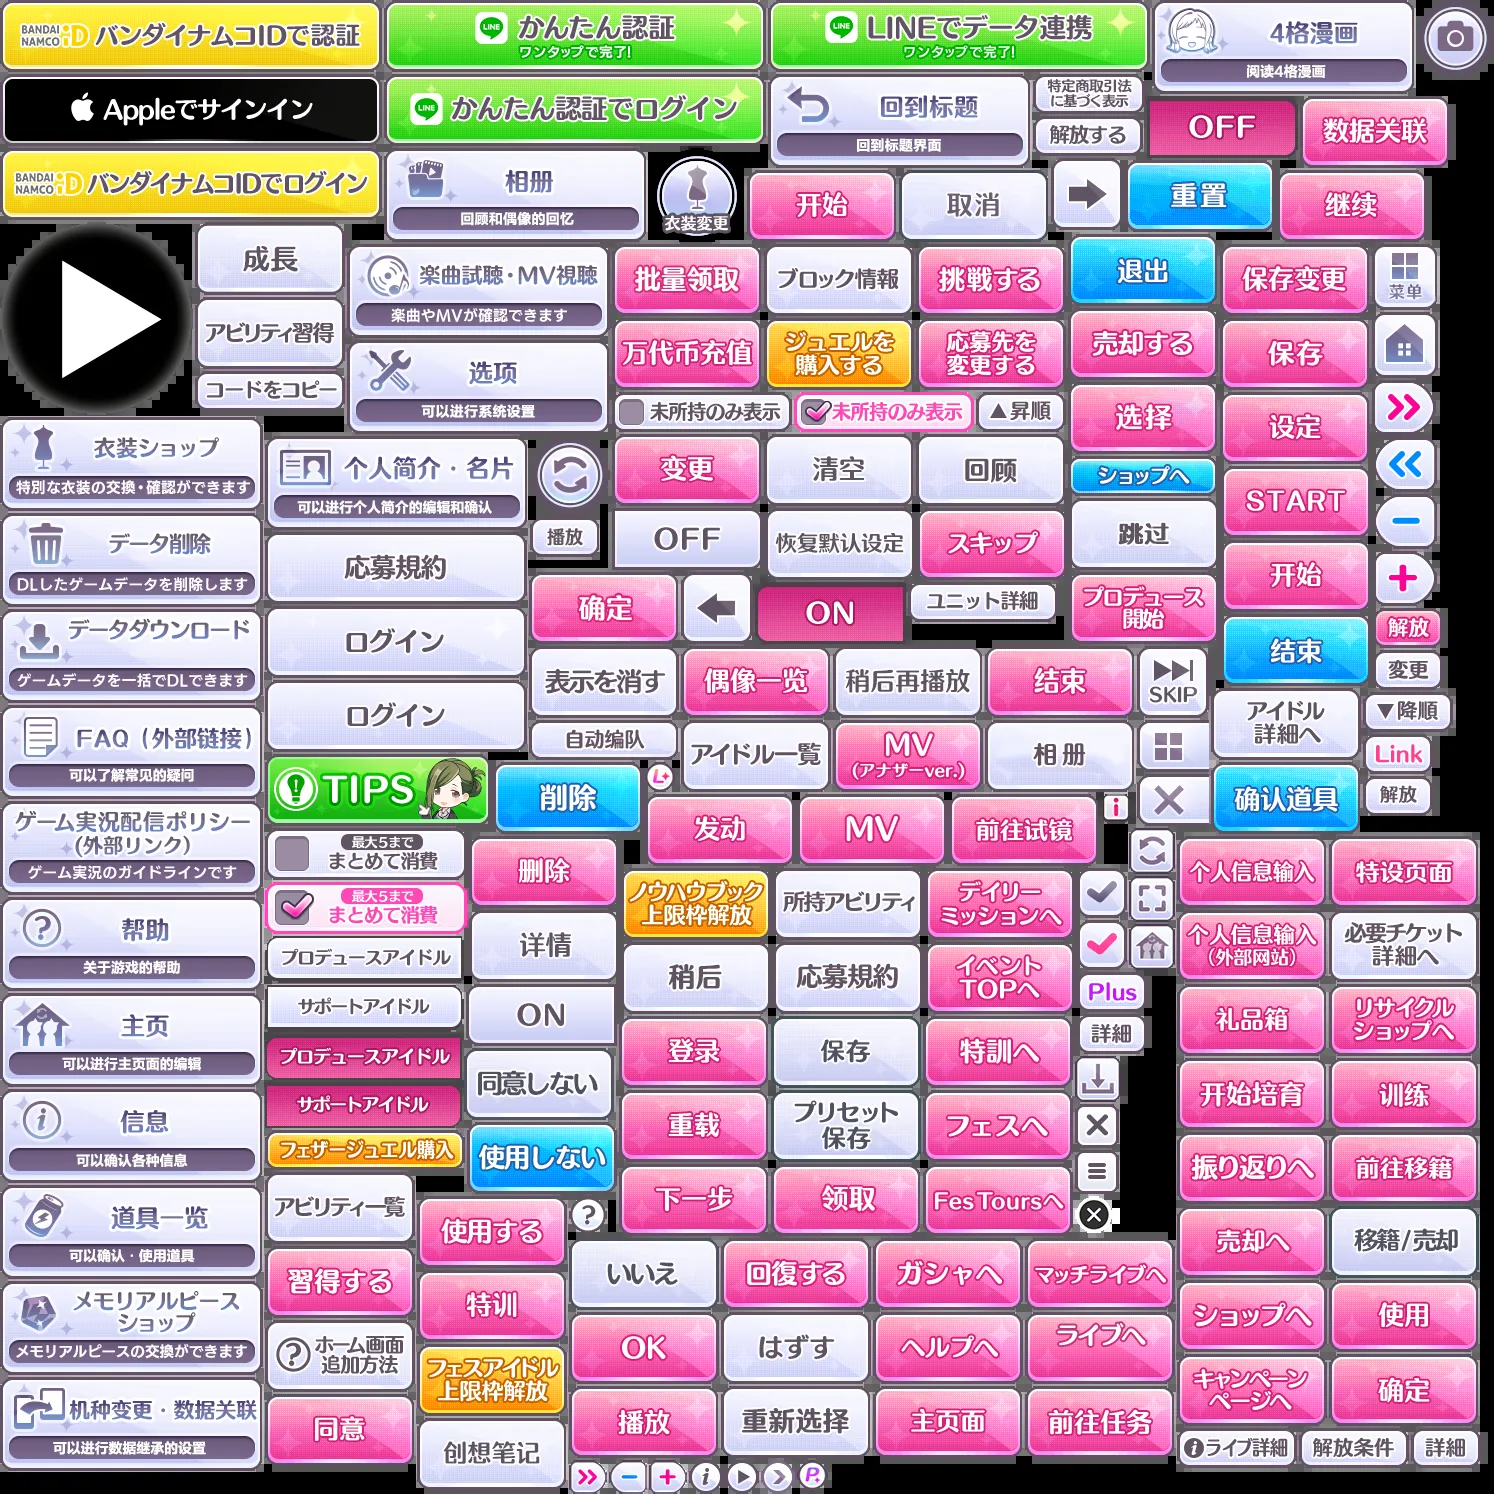 BANDAI NAMCO iD バンダイナムコIDで認証
LINE かんたん認証
ワンタップで完了!
LINE LINEでデータ連携
ワンタップで完了!
4格漫画
阅读4格漫画
Appleでサインイン
LINE かんたん認証でログイン
回到标题
回到标题界面
特定商取引法
に基づく表示
解放する
OFF
数据关联
BANDAI NAMCO iD バンダイナムコIDでログイン
相册
回顾和偶像的回忆
衣装変更
开始
取消
重置
继续
成長
アビリティ習得
コードをコピー
楽曲試聴・MV視聴
楽曲やMVが確認できます
选项
可以进行系统设置
批量领取
ブロック情報
挑戦する
退出
保存变更
菜单
万代币充值
ジュエルを
購入する
応募先を
変更する
売却する
保存
未所持のみ表示
未所持のみ表示
▲昇順
选择
设定
衣装ショップ
特別な衣装の交換・確認ができます
个人简介・名片
可以进行个人简介的编辑和确认
播放
变更
清空
回顾
ショップへ
START
データ削除
DLしたゲームデータを削除します
応募規約
OFF
恢复默认设定
スキップ
跳过
开始
データダウンロード
ゲームデータを一括でDLできます
ログイン
确定
ON
ユニット詳細
プロデュース
開始
结束
解放
変更
表示を消す
偶像一览
稍后再播放
结束
SKIP
アイドル
詳細へ
▼降順
FAQ（外部链接）
可以了解常见的疑问
ログイン
自动编队
アイドル一覧
MV
(アナザーver.)
相册
Link
TIPS
削除
L
确认道具
解放
ゲーム実況配信ポリシー
(外部リンク)
ゲーム実況のガイドラインです
最大5まで
まとめて消費
删除
发动
MV
前往试镜
个人信息输入
特设页面
最大5まで
まとめて消費
ノウハウブック
上限枠解放
所持アビリティ
デイリー
ミッションへ
帮助
关于游戏的帮助
プロデュースアイドル
详情
稍后
応募規約
イベント
TOPへ
个人信息输入
(外部网站)
必要チケット
詳細へ
サポートアイドル
ON
Plus
詳細
主页
可以进行主页面的编辑
プロデュースアイドル
登录
保存
特訓へ
礼品箱
リサイクル
ショップへ
サポートアイドル
同意しない
信息
可以确认各种信息
フェザージュエル購入
使用しない
重载
プリセット
保存
フェスへ
开始培育
训练
振り返りへ
前往移籍
道具一览
可以确认・使用道具
アビリティ一覧
使用する
下一步
领取
FesToursへ
売却へ
移籍/売却
習得する
特训
いいえ
回復する
ガシャへ
マッチライブへ
メモリアルピース
ショップ
メモリアルピースの交換ができます
ホーム画面
追加方法
フェスアイドル
上限枠解放
OK
はずす
ヘルプへ
ライブへ
ショップへ
使用
キャンペーン
ページへ
确定
机种变更・数据关联
可以进行数据继承的设置
同意
创想笔记
播放
重新选择
主页面
前往任务
ライブ詳細
解放条件
詳細
P